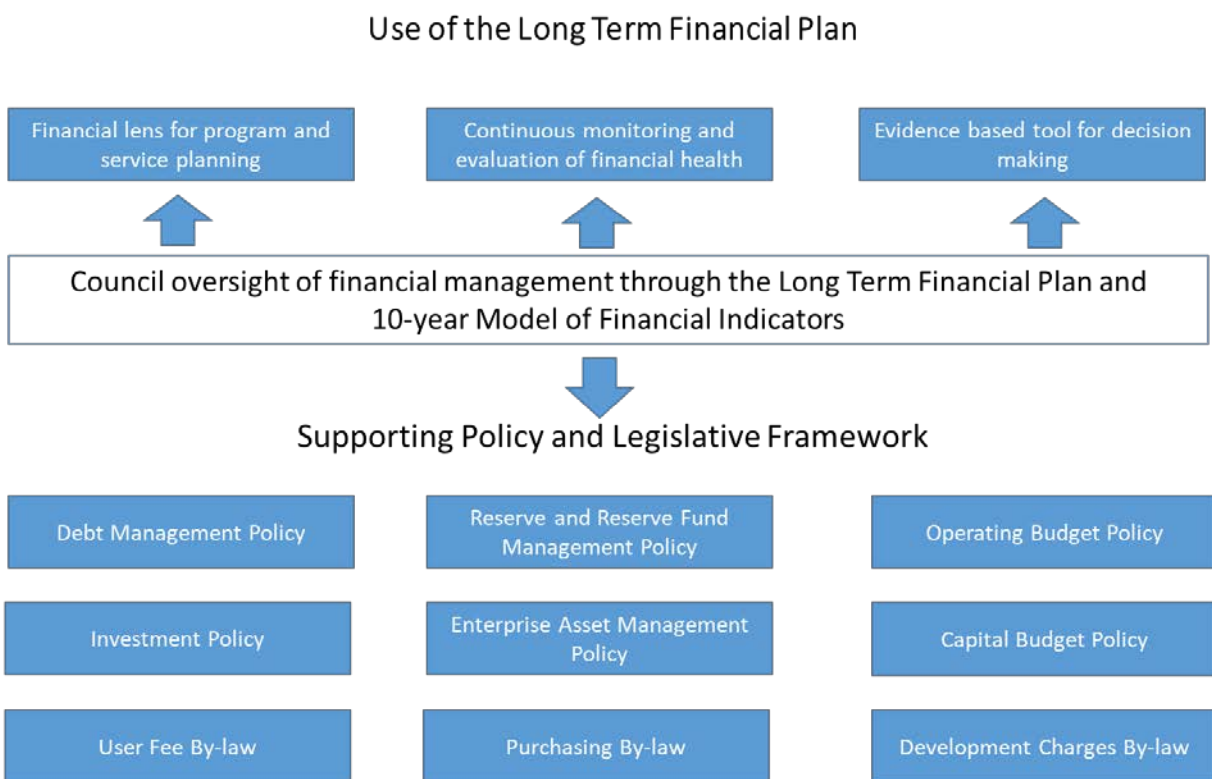 Use of the Long Term Financial Plan
Financial lens for program and
service planning
Continuous monitoring and
evaluation of financial health
Evidence based tool for decision
making
Council oversight of financial management through the Long Term Financial Plan and
10-year Model of Financial Indicators
Supporting Policy and Legislative Framework
Debt Management Policy
Reserve and Reserve Fund
Management Policy
Operating Budget Policy
Investment Policy
Enterprise Asset Management
Policy
Capital Budget Policy
User Fee By-law
Purchasing By-law
Development Charges By-law